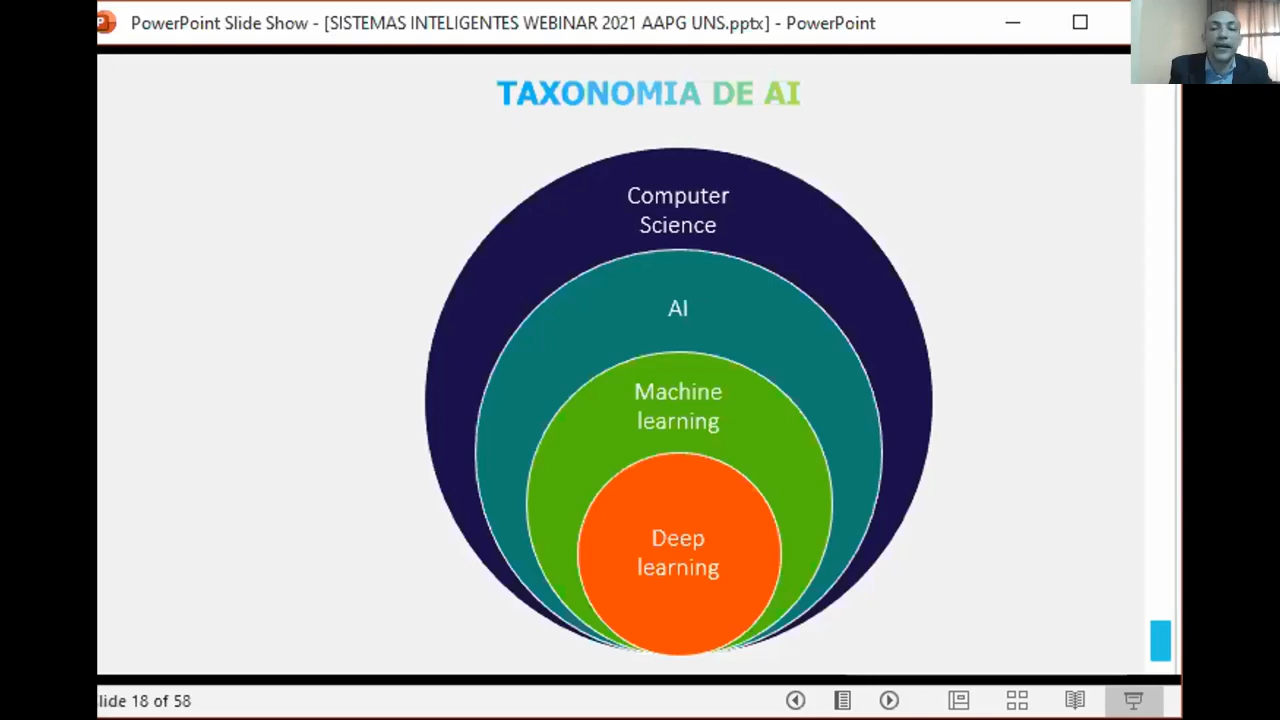 PowerPoint Slide Show - [SISTEMAS INTELIGENTES WEBINAR 2021 AAPG UNS.pptx] - PowerPoint
TAXONOMIA DE AI
Computer
Science
AI
Machine
learning
Deep
learning
lide 18 of 58